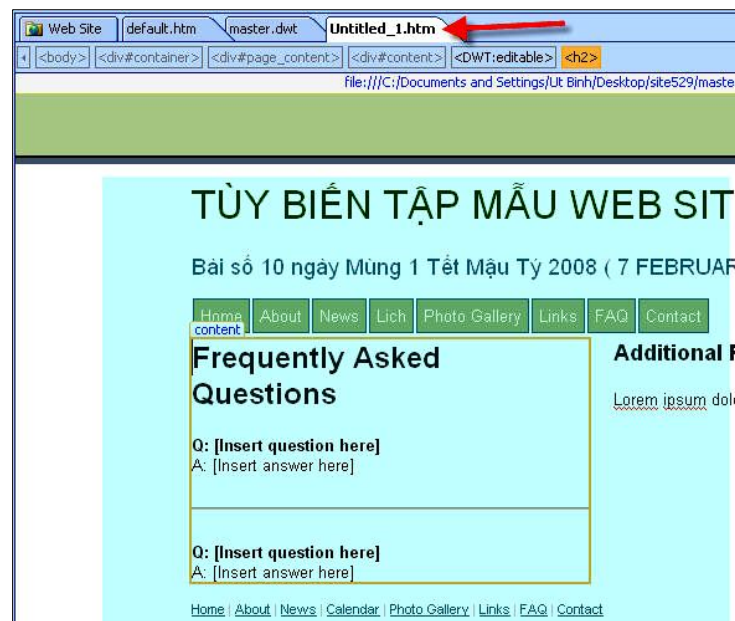 Web Site default.htm master.dwt Untitled_1.htm
<body> <div#container> <div#page_content> <div#content> <DWT:editable> <h2>
file:///C:/Documents and Settings/Ut Binh/Desktop/site529/maste
TÙY BIẾN TẬP MẪU WEB SIT
Bài số 10 ngày Mùng 1 Tết Mậu Tý 2008 ( 7 FEBRUAR
Home About News Lich Photo Gallery Links FAQ Contact
content
Frequently Asked
Questions
Additional F
Lorem ipsum dol
Q: [Insert question here]
A: [Insert answer here]
Q: [Insert question here]
A: [Insert answer here]
Home | About | News | Calendar | Photo Gallery | Links | FAQ | Contact